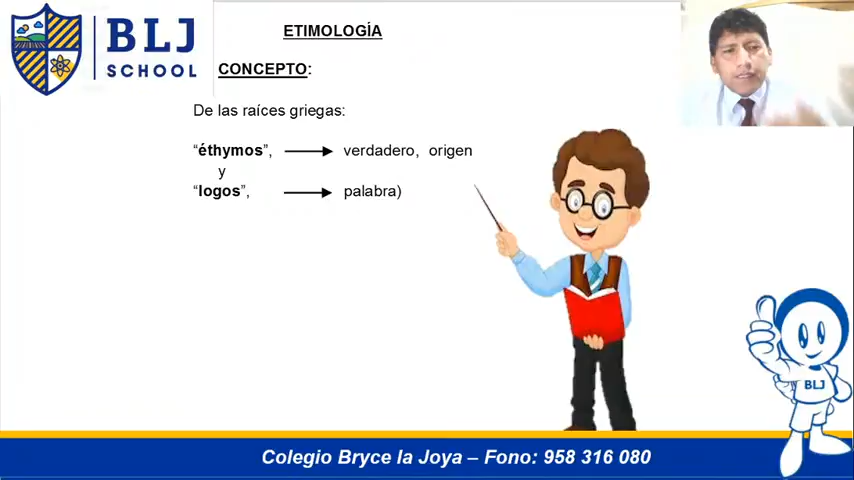 BLJ
SCHOOL
ETIMOLOGÍA
CONCEPTO:
De las raíces griegas:
“éthymos”, verdadero, origen
y
“logos”, palabra)
BLJ
Colegio Bryce la Joya – Fono: 958 316 080